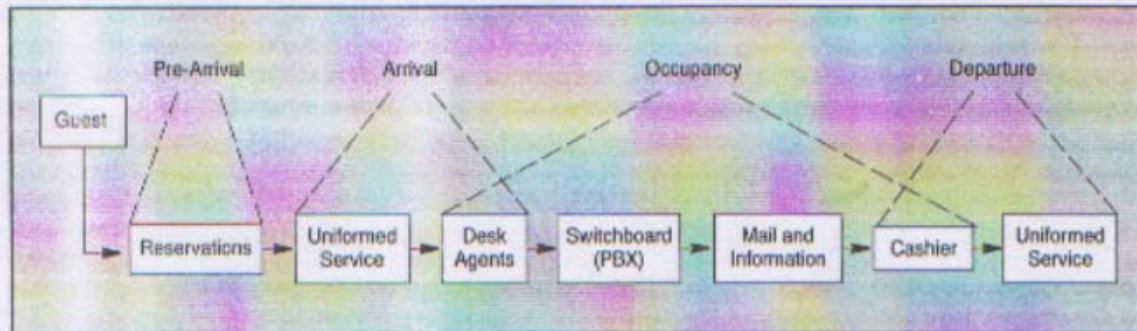 Pre-Arrival
Arrival
Occupancy
Departure
Guest
Reservations
Uniformed
Service
Desk
Agents
Switchboard
(PBX)
Mail and
Information
Cashier
Uniformed
Service